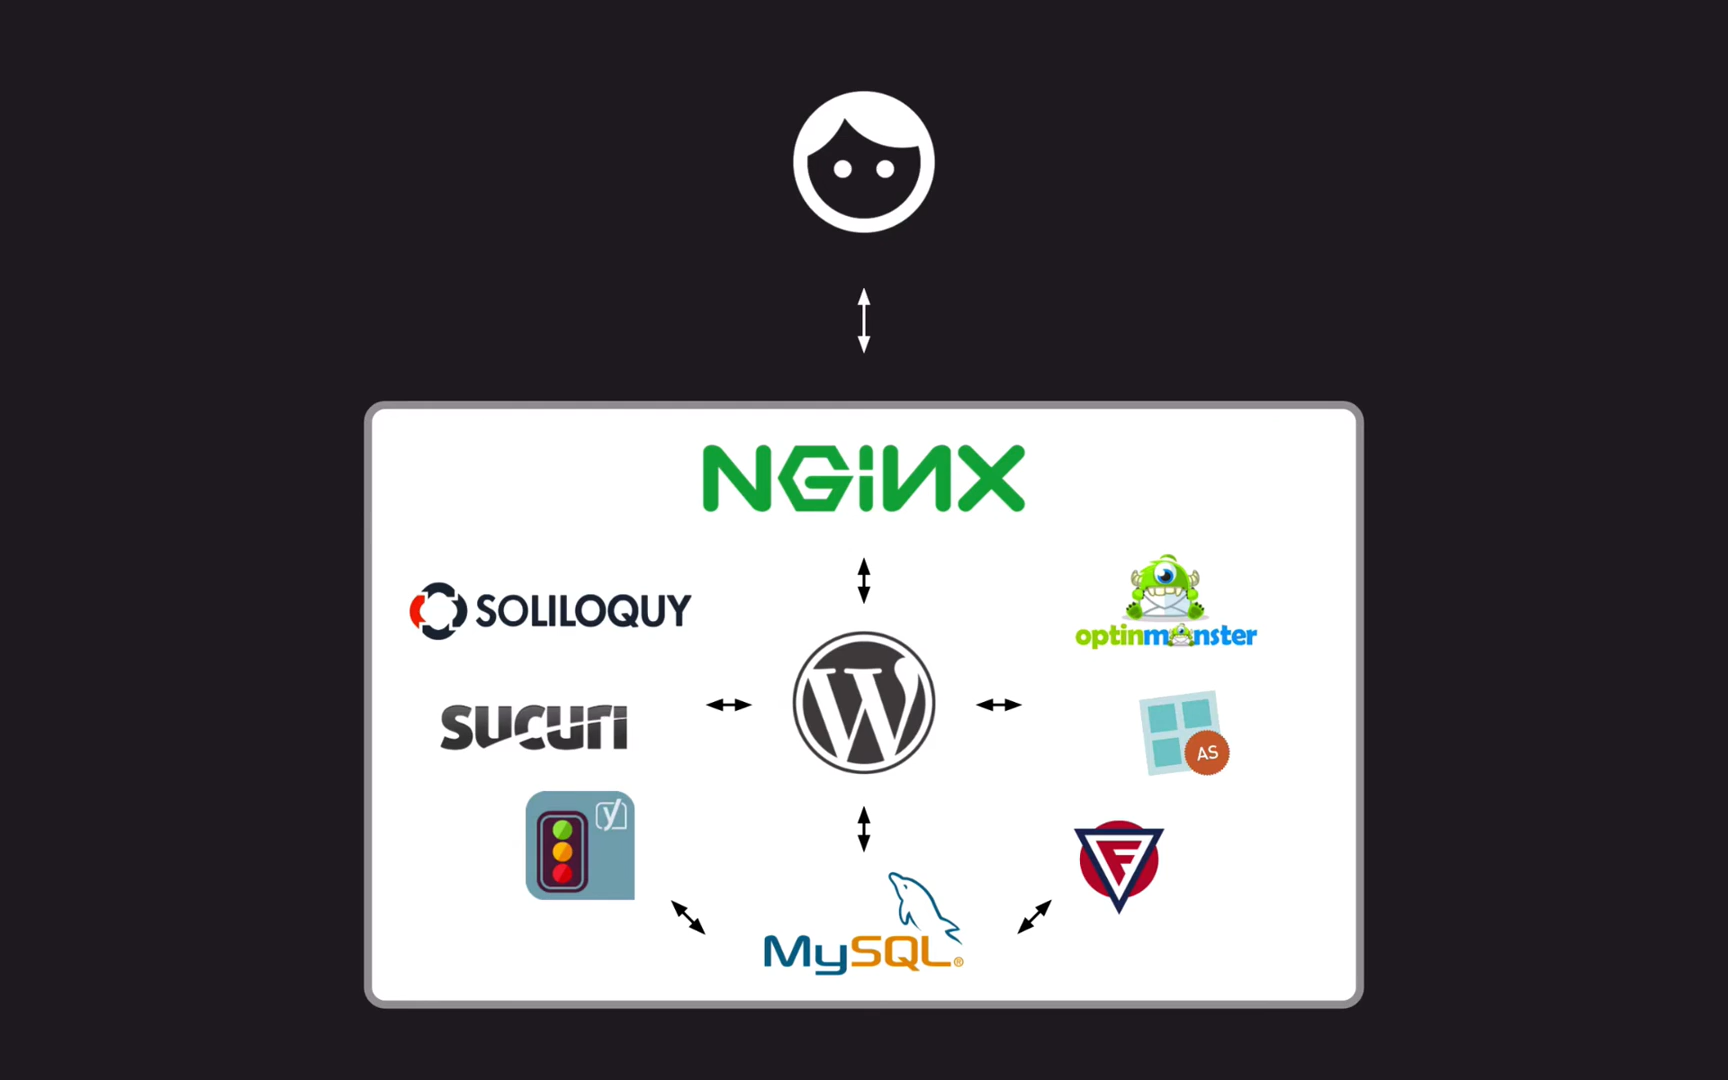 NGiNX
SOLILOQUY
optinmonster
sucuri
AS
y
F
MySQL®